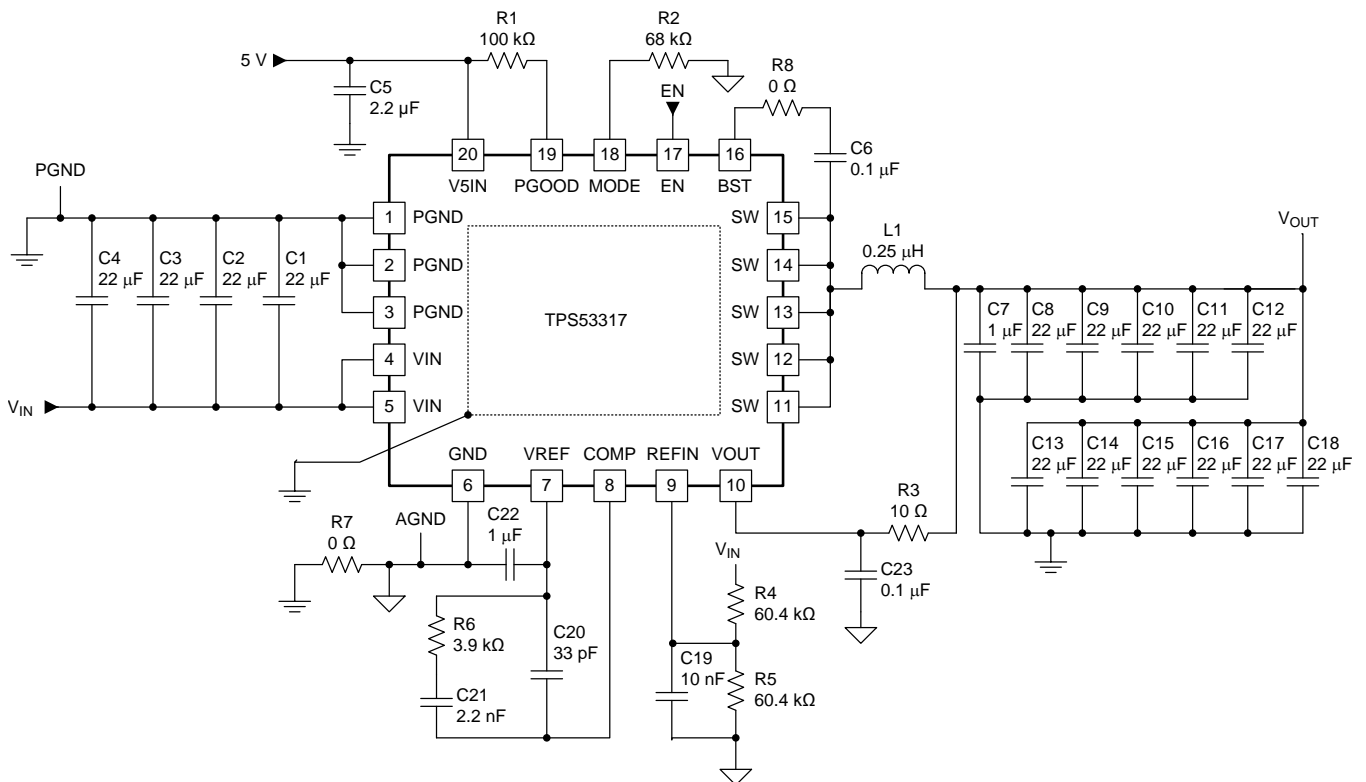 R1
100 kΩ
R2
68 kΩ
5 V
C5
2.2 µF
EN
R8
0 Ω
C6
0.1 µF
20
19
18
17
16
V5IN
PGOOD
MODE
EN
BST
PGND
1
PGND
2
PGND
3
PGND
4
VIN
5
VIN
VIN
C4
22 µF
C3
22 µF
C2
22 µF
C1
22 µF
TPS53317
SW
15
SW
14
SW
13
SW
12
SW
11
L1
0.25 µH
VOUT
C7
1 µF
C8
22 µF
C9
22 µF
C10
22 µF
C11
22 µF
C12
22 µF
C13
22 µF
C14
22 µF
C15
22 µF
C16
22 µF
C17
22 µF
C18
22 µF
GND
VREF
COMP
REFIN
VOUT
6
7
8
9
10
R7
0 Ω
AGND
C22
1 µF
R6
3.9 kΩ
C21
2.2 nF
C20
33 pF
C19
10 nF
VIN
R4
60.4 kΩ
R5
60.4 kΩ
R3
10 Ω
C23
0.1 µF